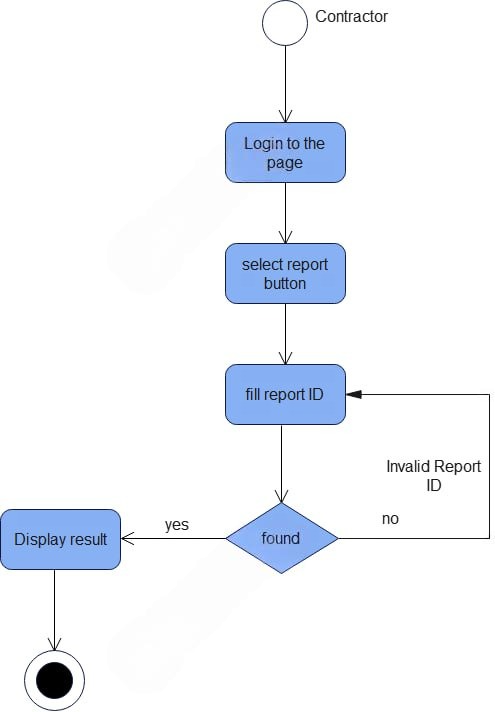 Contractor
Login to the
page
select report
button
fill report ID
Invalid Report
ID
no
found
yes
Display result